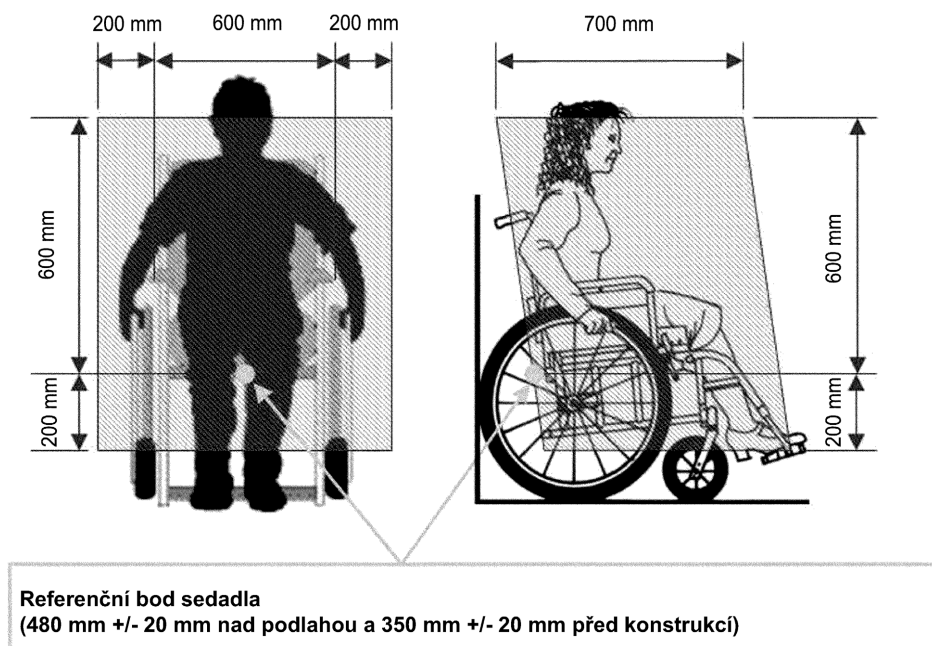 200 mm 600 mm 200 mm
700 mm
600 mm
600 mm
200 mm
200 mm
Referenční bod sedadla
(480 mm +/- 20 mm nad podlahou a 350 mm +/- 20 mm před konstrukcí)